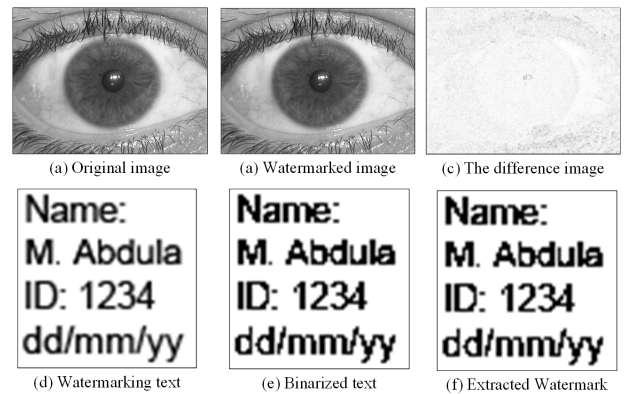 (a) Original image
(a) Watermarked image
(c) The difference image
Name:
M. Abdula
ID: 1234
dd/mm/yy
Name:
M. Abdula
ID: 1234
dd/mm/yy
Name:
M. Abdula
ID: 1234
dd/mm/yy
(d) Watermarking text
(e) Binarized text
(f) Extracted Watermark